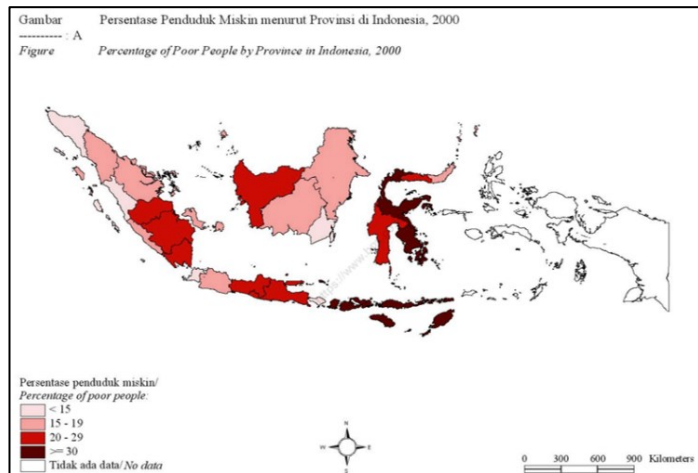 Gambar Persentase Penduduk Miskin menurut Provinsi di Indonesia, 2000
---------- : A
Figure Percentage of Poor People by Province in Indonesia, 2000
Persentase penduduk miskin/
Percentage of poor people:
< 15
15 - 19
20 - 29
>= 30
Tidak ada data/No data
N
W
E
S
0 300 600 900 Kilometers